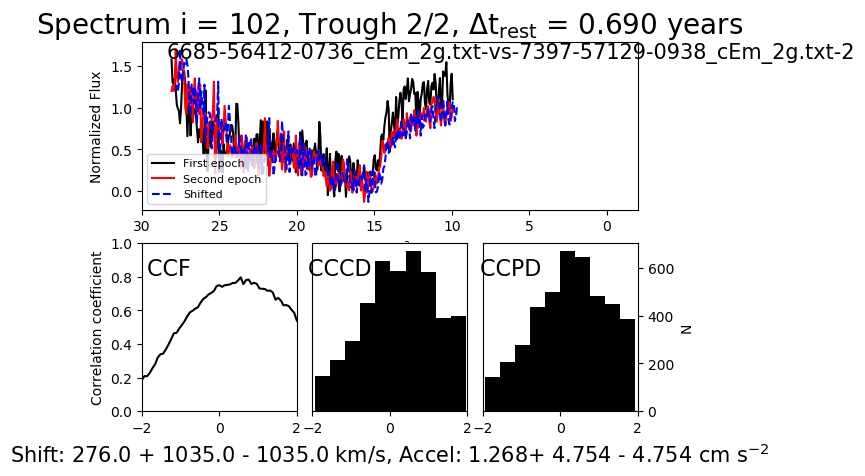 Spectrum i = 102, Trough 2/2, Δt_rest = 0.690 years
6685-56412-0736_cEm_2g.txt-vs-7397-57129-0938_cEm_2g.txt-2
Normalized Flux
1.5
1.0
0.5
0.0
First epoch
Second epoch
Shifted
30 25 20 15 10 5 0
Correlation coefficient
1.0
0.8
0.6
0.4
0.2
0.0
CCF
CCCD
CCPD
600
400
200
0
N
−2 0 2
−2 0 2
−2 0 2
Shift: 276.0 + 1035.0 - 1035.0 km/s, Accel: 1.268+ 4.754 - 4.754 cm s⁻²